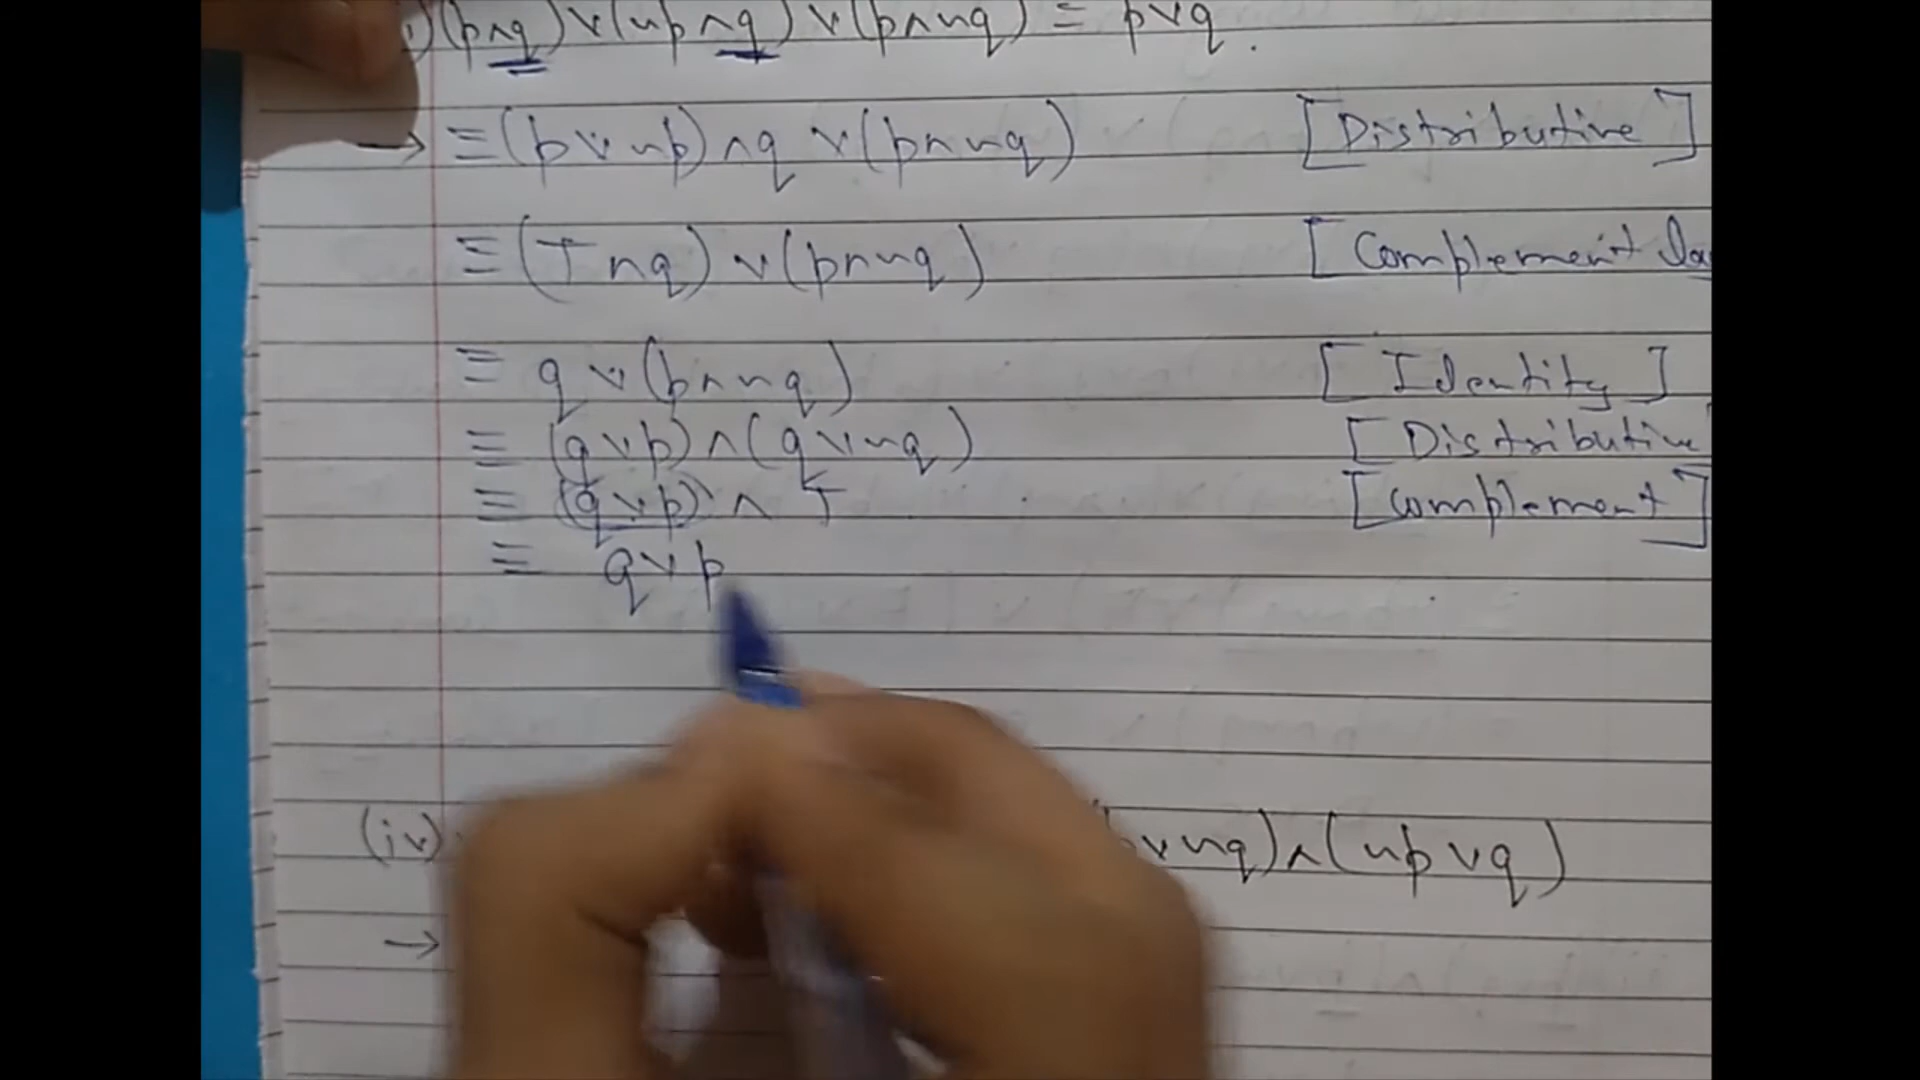 i) (p∧q) ∨ (~p∧q) ∨ (p∧~q) ≡ p∨q.
→ ≡ (p∨~p)∧q ∨(p∧~q) [Distributive]
≡ (T∧q) ∨ (p∧~q) [Complement
≡ q∨(p∧~q) [Identity]
≡ (q∨p)∧(q∨~q) [Distributive
≡ (q∨p) ∧ T [Complement]
≡ q∨p
(iv) ∨~q)∧(~p∨q)
→